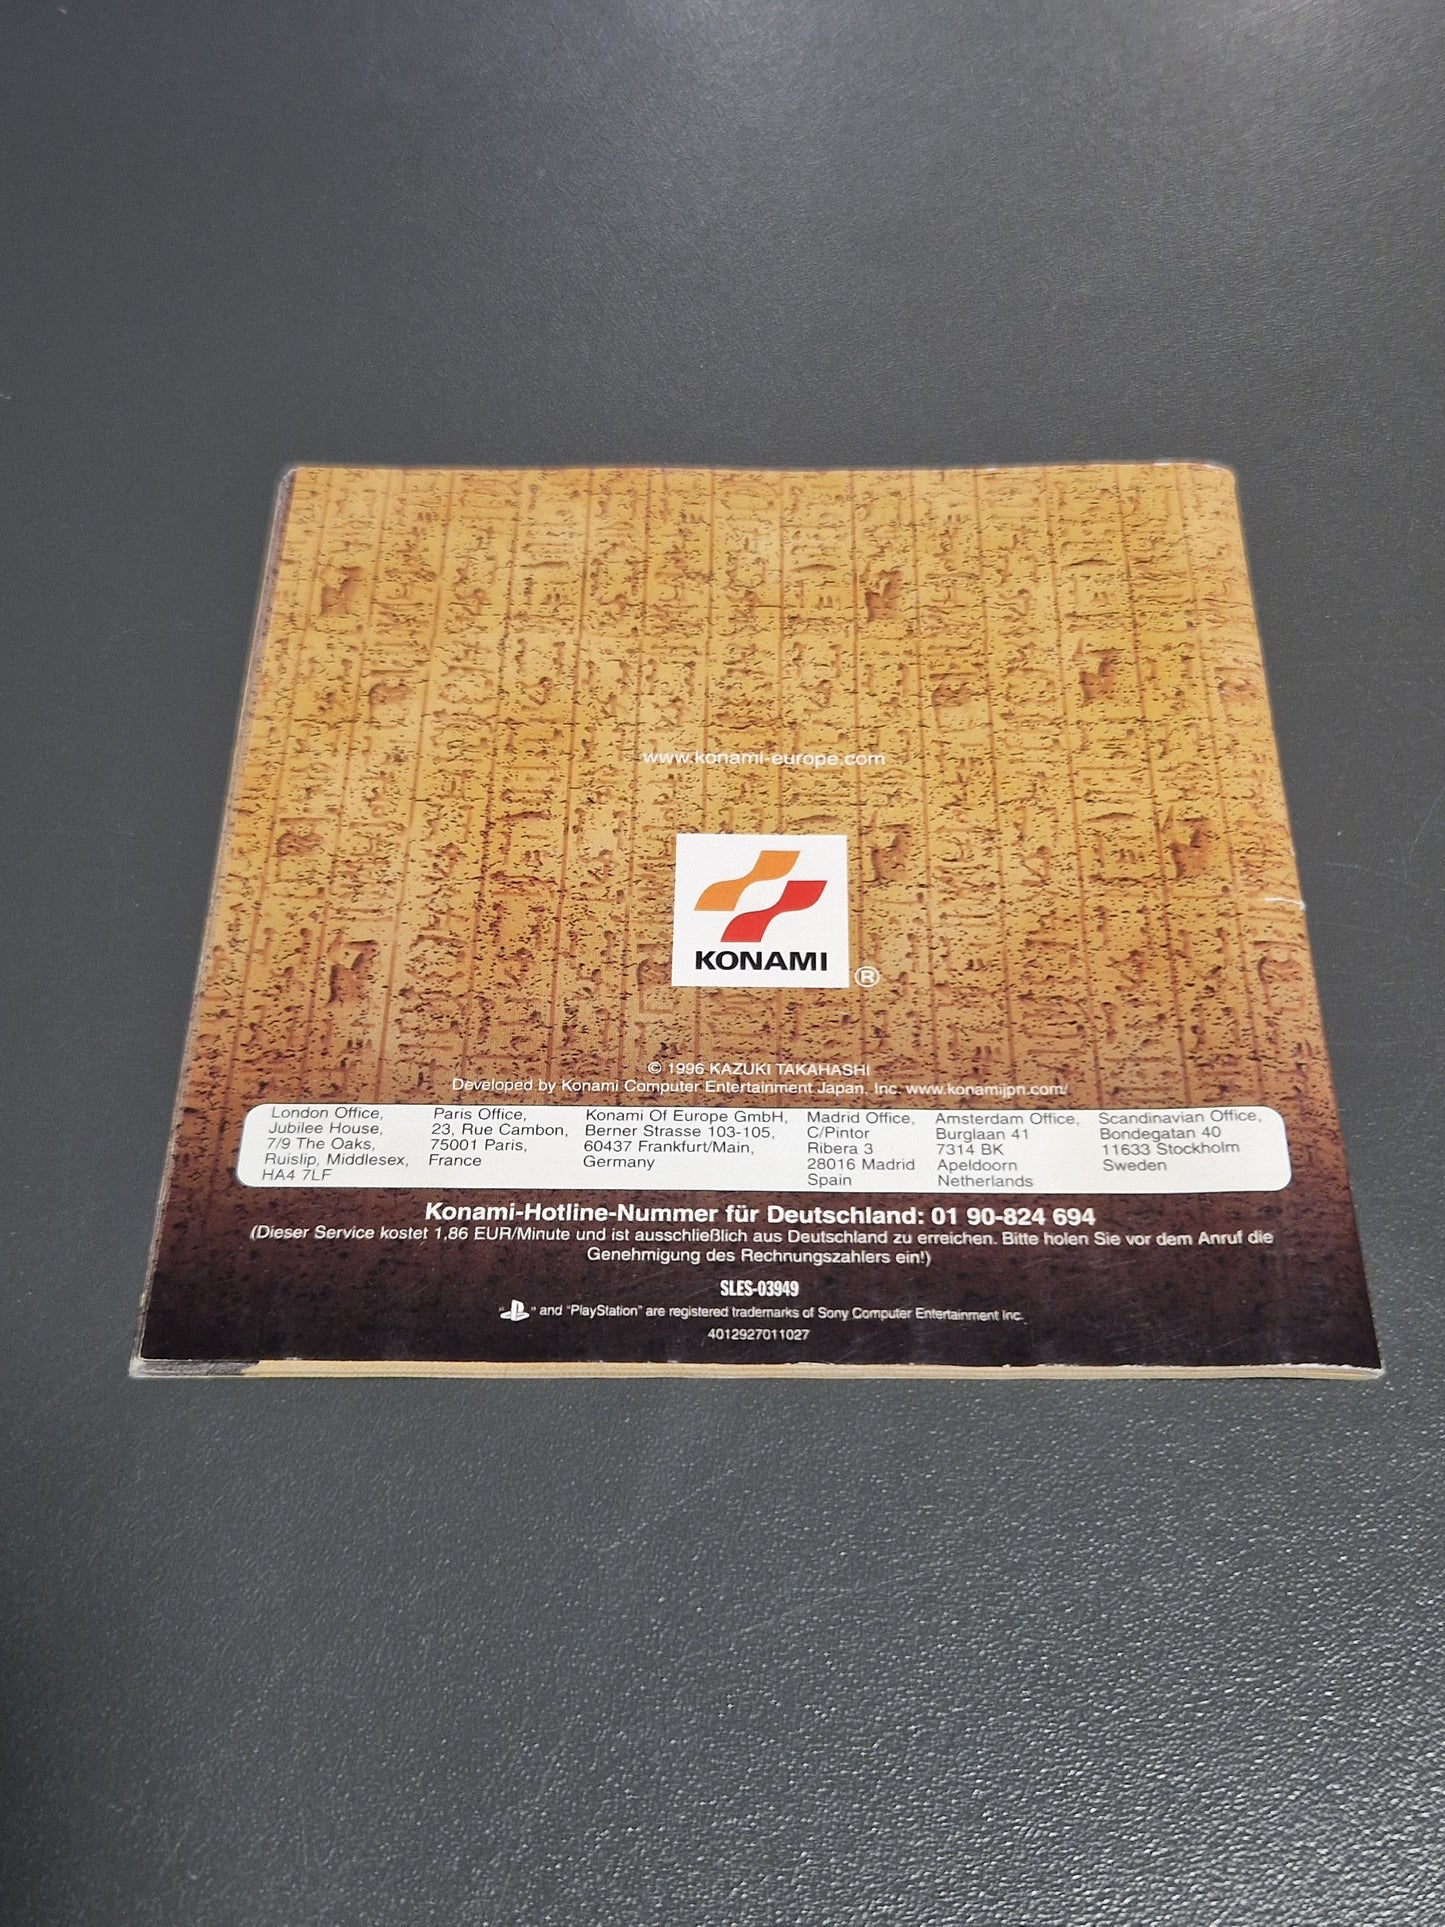 www.konami-europe.com
KONAMI
®
© 1996 KAZUKI TAKAHASHI
Developed by Konami Computer Entertainment Japan, Inc. www.konamijpn.com/
London Office,
Jubilee House,
7/9 The Oaks,
Ruislip, Middlesex,
HA4 7LF
Paris Office,
23, Rue Cambon,
75001 Paris,
France
Konami Of Europe GmbH,
Berner Strasse 103-105,
60437 Frankfurt/Main,
Germany
Madrid Office,
C/Pintor
Ribera 3
28016 Madrid
Spain
Amsterdam Office,
Burglaan 41
7314 BK
Apeldoorn
Netherlands
Scandinavian Office,
Bondegatan 40
11633 Stockholm
Sweden
Konami-Hotline-Nummer für Deutschland: 01 90-824 694
(Dieser Service kostet 1,86 EUR/Minute und ist ausschließlich aus Deutschland zu erreichen. Bitte holen Sie vor dem Anruf die
Genehmigung des Rechnungszahlers ein!)
SLES-03949
" " and "PlayStation" are registered trademarks of Sony Computer Entertainment Inc.
4012927011027